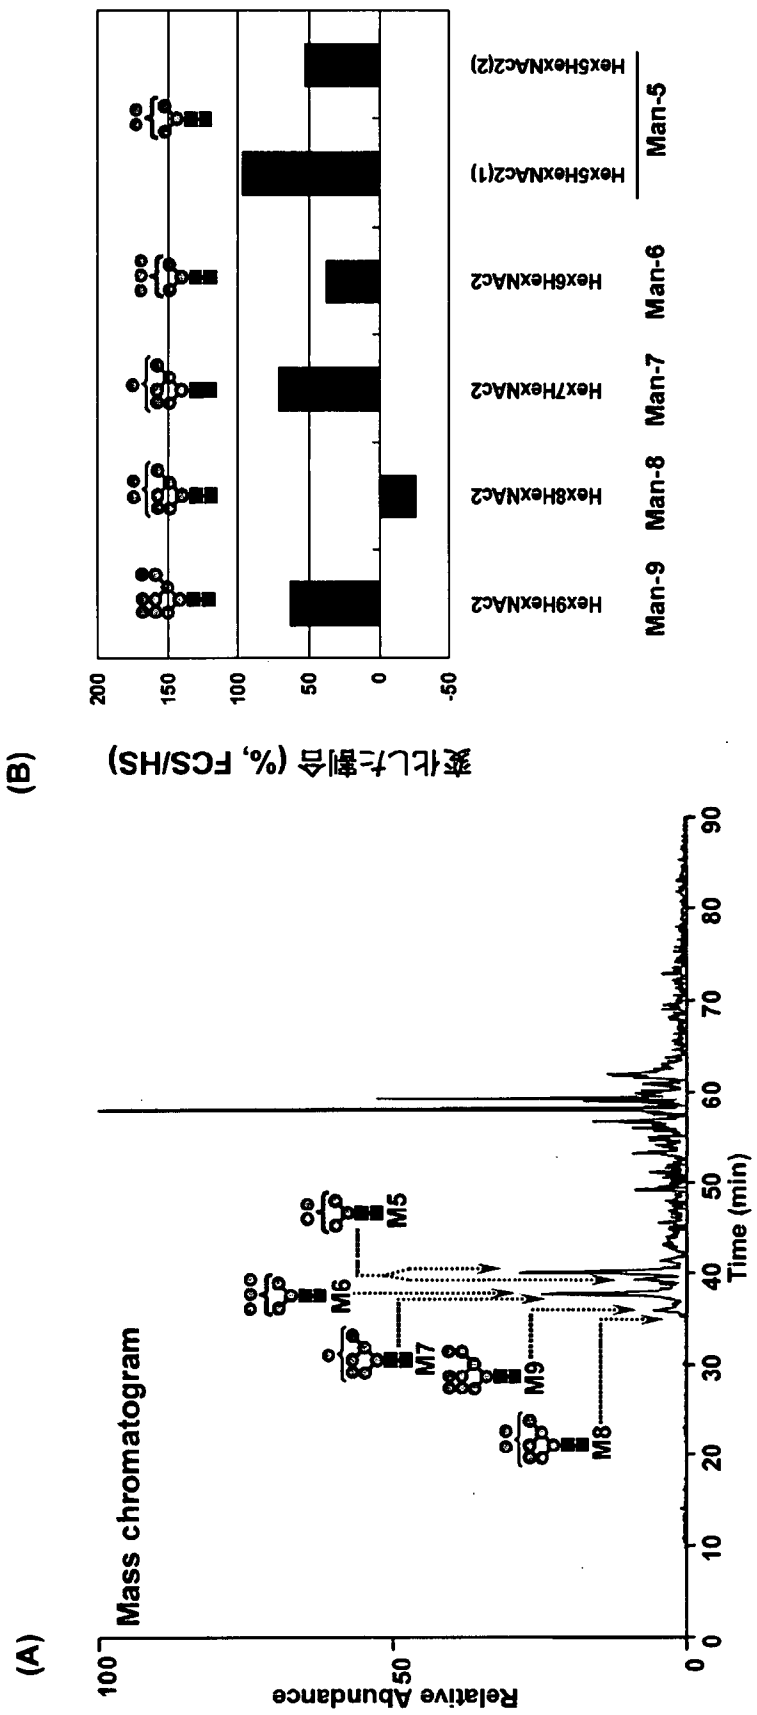 (A)
Mass chromatogram
Relative Abundance
100
50
0
0
10
20
30
40
50
60
70
80
90
Time (min)
M8
M9
M7
M6
M5
(B)
変化した割合 (%, FCS/HS)
200
150
100
50
0
-50
Hex9HexNAc2
Hex8HexNAc2
Hex7HexNAc2
Hex6HexNAc2
Hex5HexNAc2(1)
Hex5HexNAc2(2)
Man-9
Man-8
Man-7
Man-6
Man-5